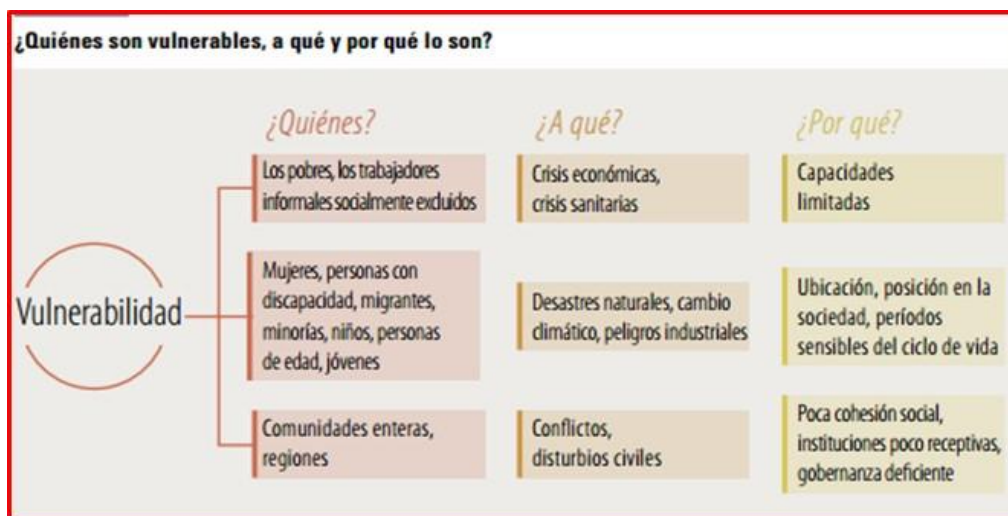 ¿Quiénes son vulnerables, a qué y por qué lo son?
¿Quiénes?
¿A qué?
¿Por qué?
Vulnerabilidad
Los pobres, los trabajadores
informales socialmente excluidos
Crisis económicas,
crisis sanitarias
Capacidades
limitadas
Mujeres, personas con
discapacidad, migrantes,
minorías, niños, personas
de edad, jóvenes
Desastres naturales, cambio
climático, peligros industriales
Ubicación, posición en la
sociedad, períodos
sensibles del ciclo de vida
Comunidades enteras,
regiones
Conflictos,
disturbios civiles
Poca cohesión social,
instituciones poco receptivas,
gobernanza deficiente